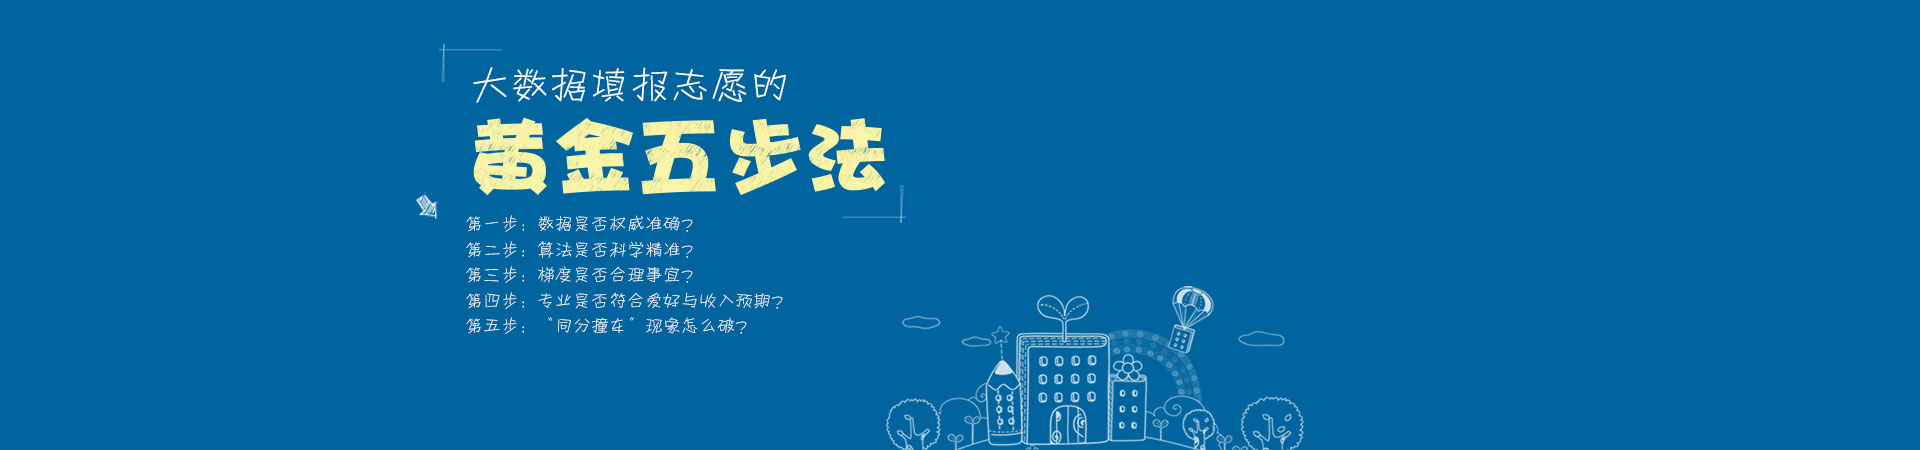 大数据填报志愿的
黄金五步法
第一步：数据是否权威准确？
第二步：算法是否科学精准？
第三步：梯度是否合理事宜？
第四步：专业是否符合爱好与收入预期？
第五步：“同分撞车”现象怎么破？